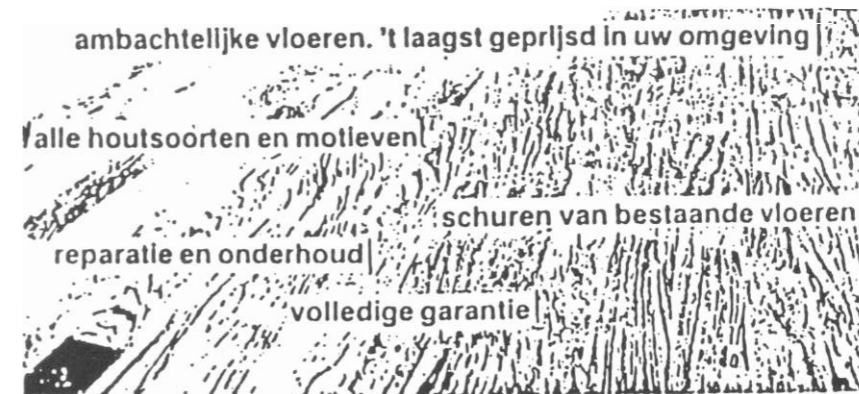 ambachtelijke vloeren. 't laagst geprijsd in uw omgeving
alle houtsoorten en motieven
schuren van bestaande vloeren
reparatie en onderhoud
volledige garantie